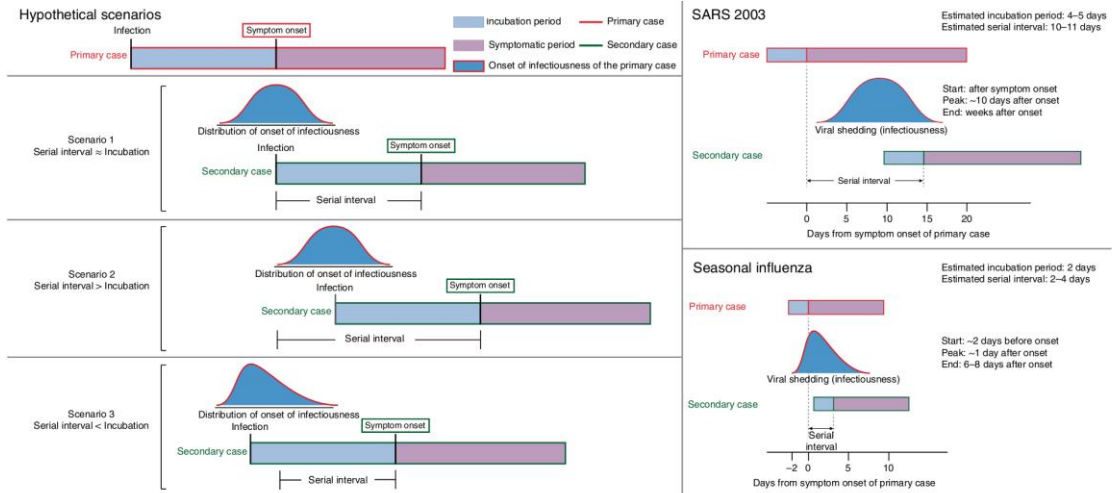 Hypothetical scenarios
Infection
Symptom onset
Primary case
Incubation period
Primary case
Symptomatic period
Secondary case
Onset of infectiousness of the primary case
Scenario 1
Serial interval ≈ Incubation
Distribution of onset of infectiousness
Infection
Symptom onset
Secondary case
Serial interval
Scenario 2
Serial interval > Incubation
Distribution of onset of infectiousness
Infection
Symptom onset
Secondary case
Serial interval
Scenario 3
Serial interval < Incubation
Distribution of onset of infectiousness
Infection
Symptom onset
Secondary case
Serial interval
SARS 2003
Estimated incubation period: 4–5 days
Estimated serial interval: 10–11 days
Primary case
Start: after symptom onset
Peak: ~10 days after onset
End: weeks after onset
Viral shedding (infectiousness)
Secondary case
Serial interval
0 5 10 15 20
Days from symptom onset of primary case
Seasonal influenza
Estimated incubation period: 2 days
Estimated serial interval: 2–4 days
Primary case
Start: ~2 days before onset
Peak: ~1 day after onset
End: 6–8 days after onset
Viral shedding (infectiousness)
Secondary case
Serial
interval
−2 0 5 10
Days from symptom onset of primary case